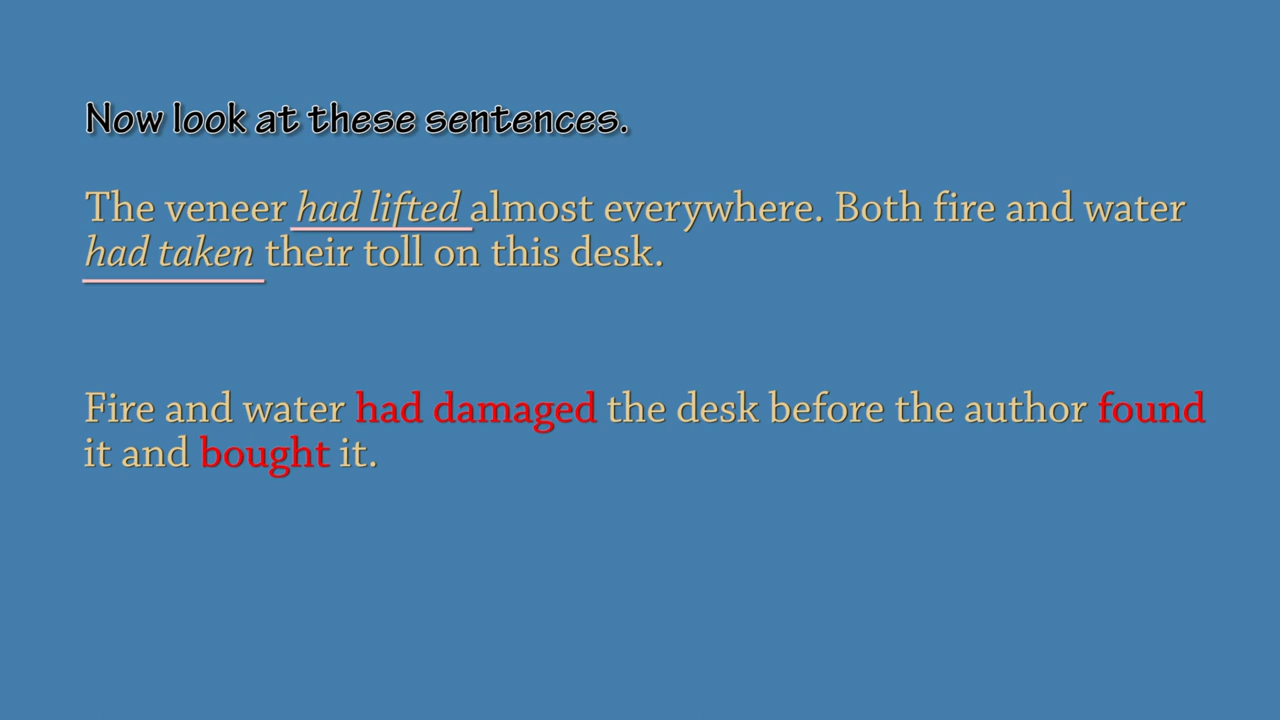 Now look at these sentences.
The veneer had lifted almost everywhere. Both fire and water
had taken their toll on this desk.
Fire and water had damaged the desk before the author found
it and bought it.